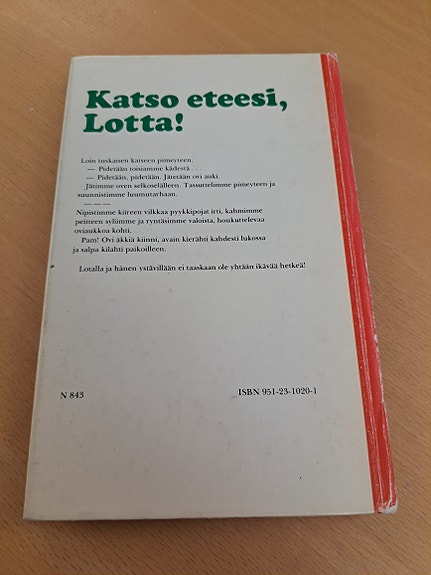 Katso eteesi,
Lotta!
Loin tuskaisen katseen pimeyteen.
— Pidetään toisiamme kädestä . . .
— Pidetään, pidetään. Jätetään ovi auki.
Jätimme oven selkoselälleen. Tassuttelimme pimeyteen ja
suunnistimme luumutarhaan.
— — —
Nipistimme kiireen vilkkaa pyykkipojat irti, kahmimme
peitteen syliimme ja ryntäsimme valoista, houkuttelevaa
oviaukkoa kohti.
Pam! Ovi äkkiä kiinni, avain kierähti kahdesti lukossa
ja salpa kilahti paikoilleen.
Lotalla ja hänen ystävillään ei taaskaan ole yhtään ikävää hetkeä!
N 843
ISBN 951-23-1020-1